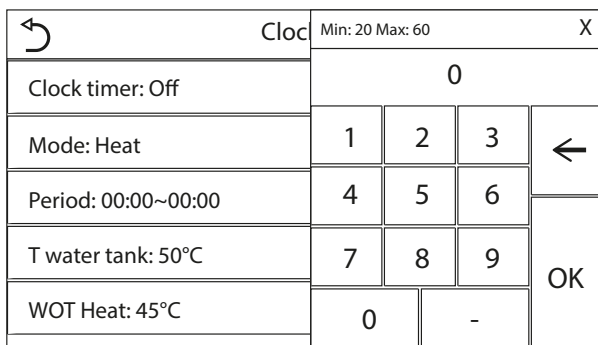 Cloc
Clock timer: Off
Mode: Heat
Period: 00:00~00:00
T water tank: 50°C
WOT Heat: 45°C
Min: 20 Max: 60 X
0
1 2 3
4 5 6
7 8 9
0 -
OK